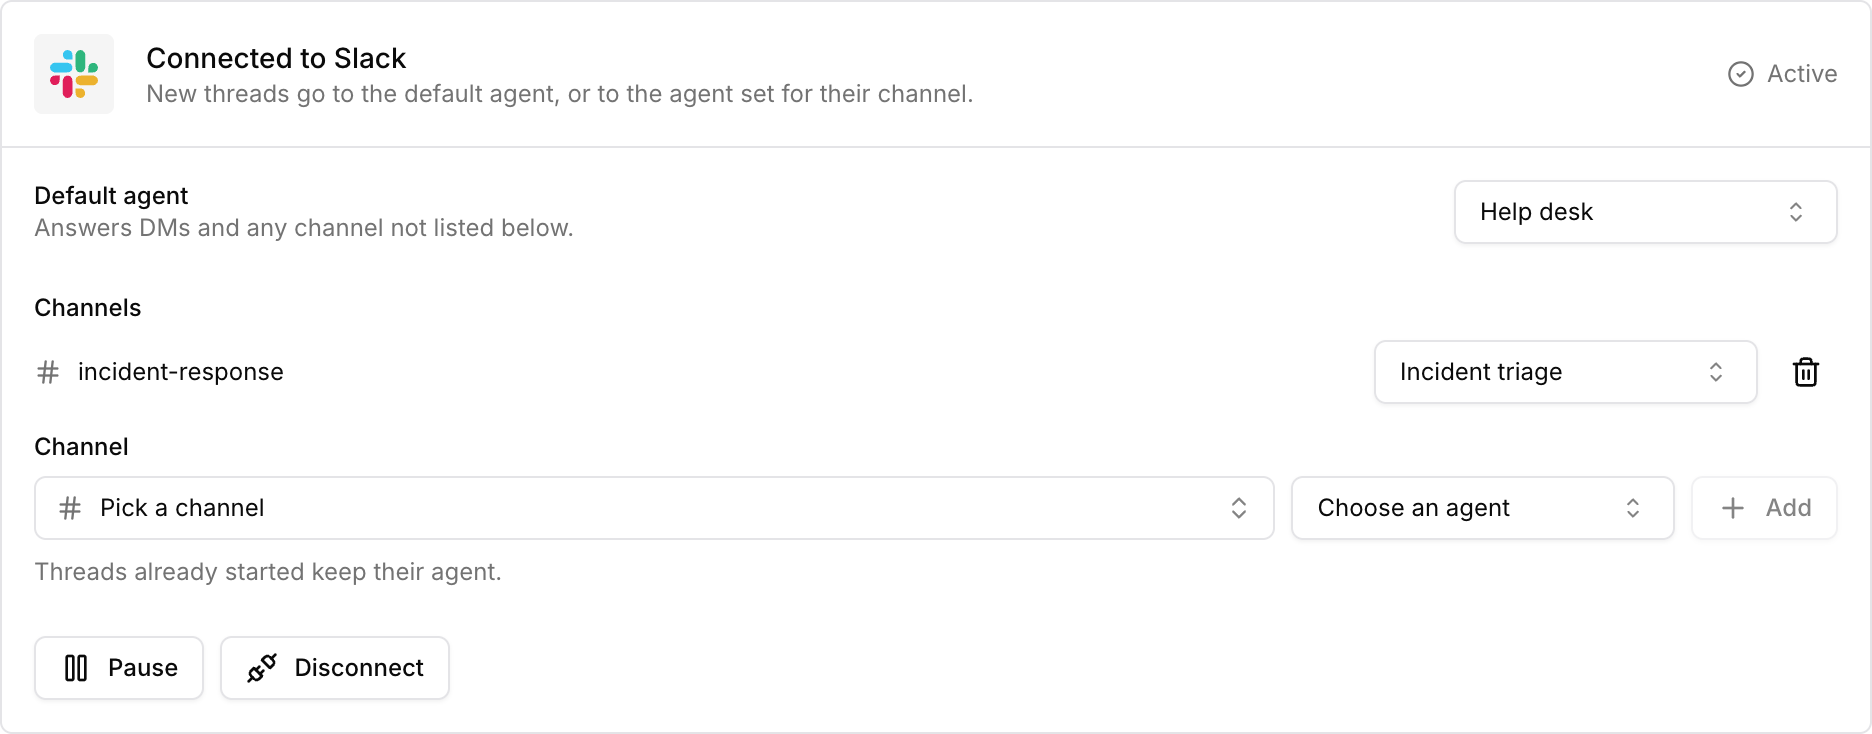 Connected to Slack
New threads go to the default agent, or to the agent set for their channel.
Active
Default agent
Answers DMs and any channel not listed below.
Help desk
Channels
# incident-response
Incident triage
Channel
# Pick a channel
Choose an agent
+ Add
Threads already started keep their agent.
Pause
Disconnect